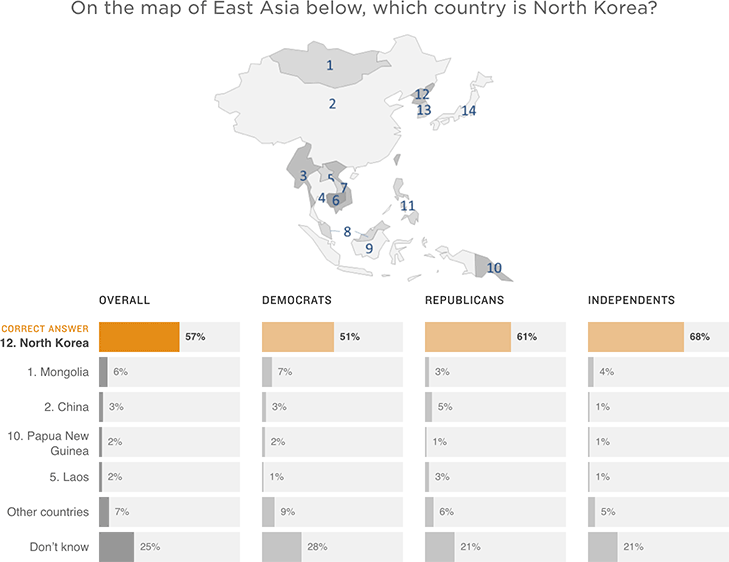 On the map of East Asia below, which country is North Korea?
1
2
12
13
14
3
5
7
4
6
11
8
9
10
OVERALL DEMOCRATS REPUBLICANS INDEPENDENTS
CORRECT ANSWER
12. North Korea 57% 51% 61% 68%
1. Mongolia 6% 7% 3% 4%
2. China 3% 3% 5% 1%
10. Papua New
Guinea 2% 2% 1% 1%
5. Laos 2% 1% 3% 1%
Other countries 7% 9% 6% 5%
Don’t know 25% 28% 21% 21%